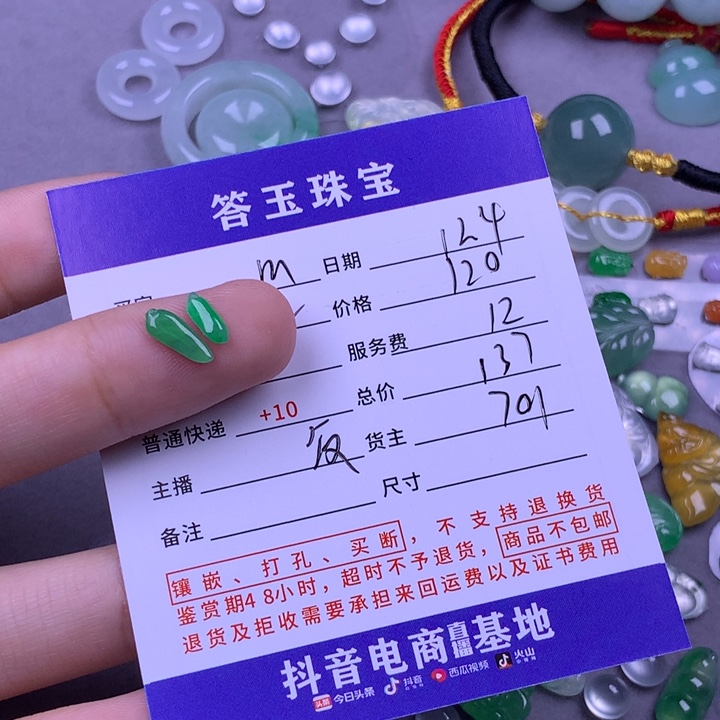 答玉珠宝
m 日期 124
价格 120
服务费 12
+10 总价 137
普通快递 货主 701
主播 尺寸
备注
镶嵌、打孔、买断，不支持退换货
鉴赏期48小时，超时不予退货，商品不包邮
退货及拒收需要承担来回运费以及证书费用
抖音电商直播基地
头条 今日头条 抖音 西瓜视频 火山